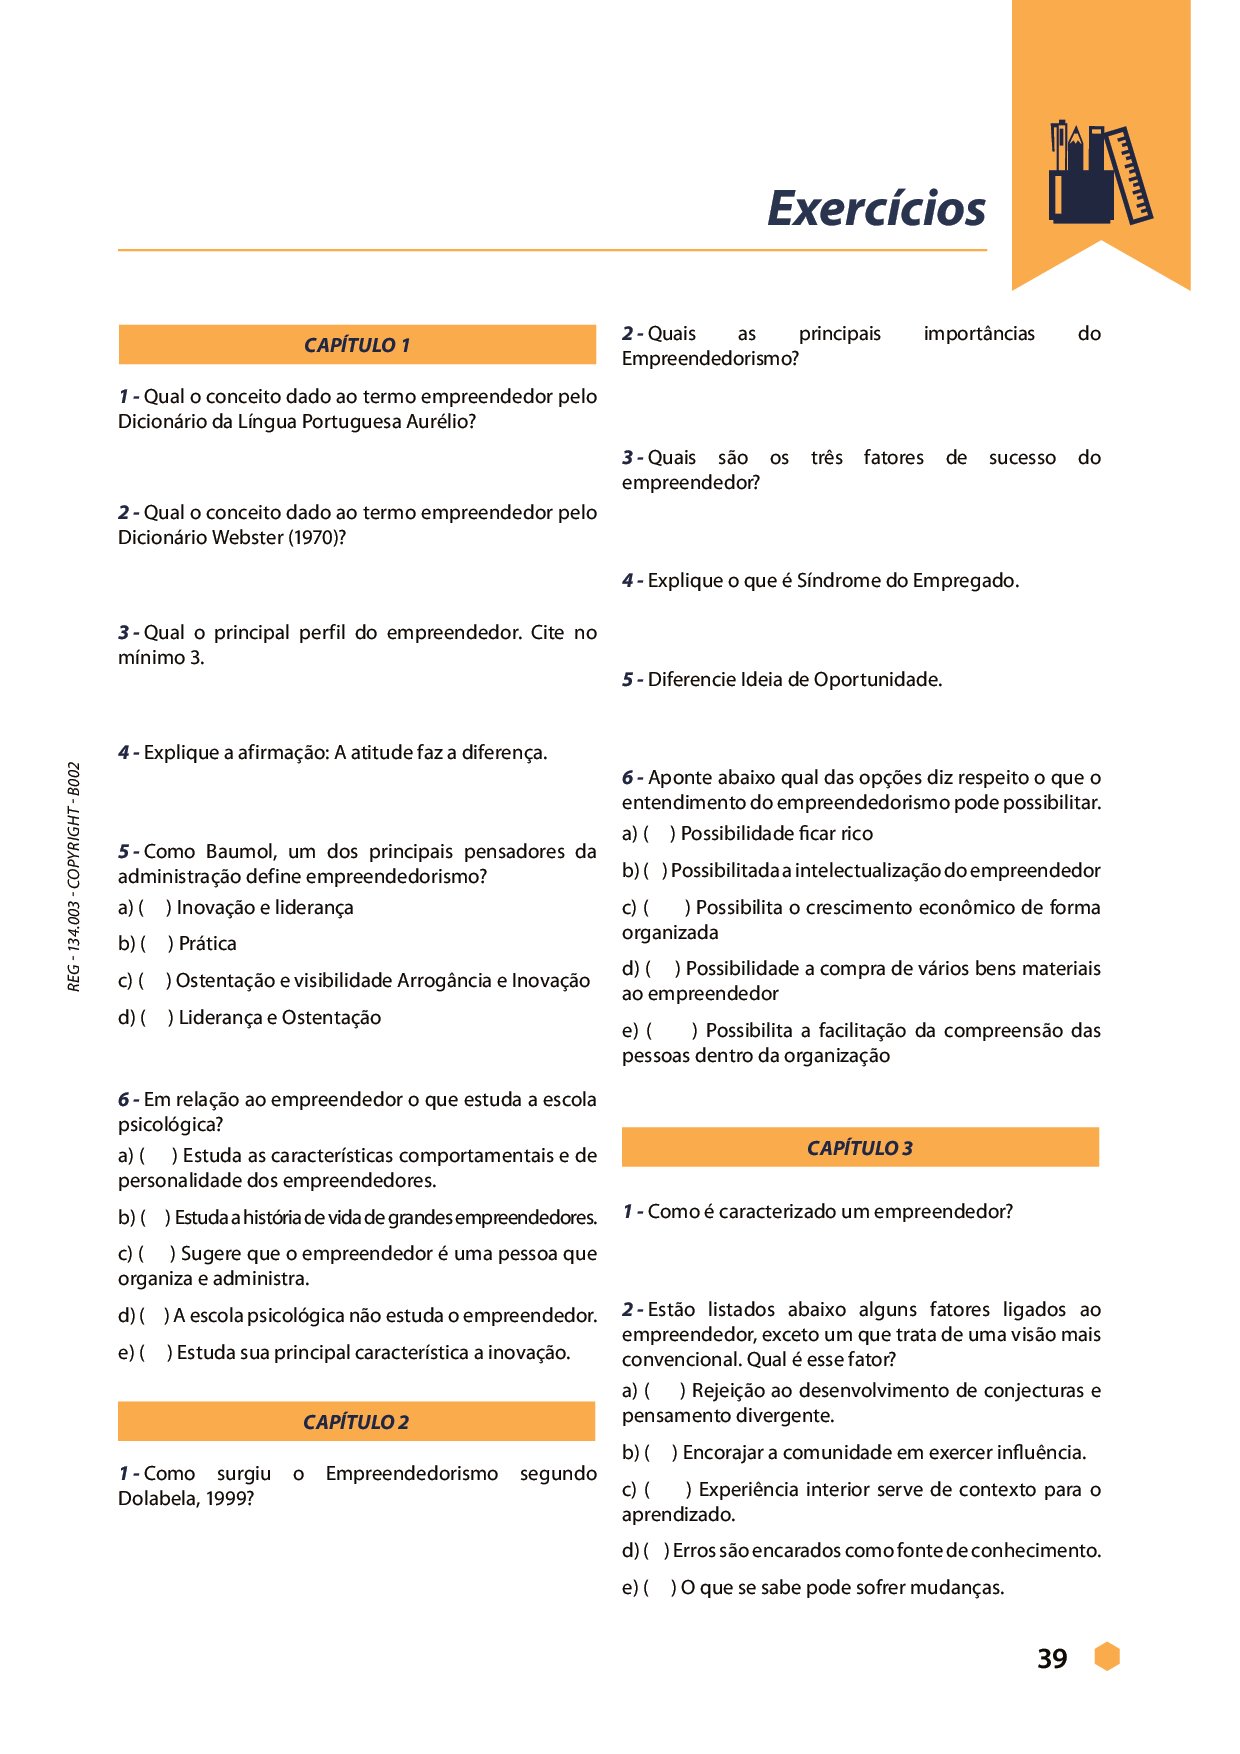 Exercícios
CAPÍTULO 1
1 - Qual o conceito dado ao termo empreendedor pelo
Dicionário da Língua Portuguesa Aurélio?
2 - Qual o conceito dado ao termo empreendedor pelo
Dicionário Webster (1970)?
3 - Qual o principal perfil do empreendedor. Cite no
mínimo 3.
4 - Explique a afirmação: A atitude faz a diferença.
5 - Como Baumol, um dos principais pensadores da
administração define empreendedorismo?
a) (    ) Inovação e liderança
b) (    ) Prática
c) (    ) Ostentação e visibilidade Arrogância e Inovação
d) (    ) Liderança e Ostentação
6 - Em relação ao empreendedor o que estuda a escola
psicológica?
a) (    ) Estuda as características comportamentais e de
personalidade dos empreendedores.
b) (    ) Estuda a história de vida de grandes empreendedores.
c) (    ) Sugere que o empreendedor é uma pessoa que
organiza e administra.
d) (    ) A escola psicológica não estuda o empreendedor.
e) (    ) Estuda sua principal característica a inovação.
CAPÍTULO 2
1 - Como surgiu o Empreendedorismo segundo
Dolabela, 1999?
2 - Quais as principais importâncias do
Empreendedorismo?
3 - Quais são os três fatores de sucesso do
empreendedor?
4 - Explique o que é Síndrome do Empregado.
5 - Diferencie Ideia de Oportunidade.
6 - Aponte abaixo qual das opções diz respeito o que o
entendimento do empreendedorismo pode possibilitar.
a) (    ) Possibilidade ficar rico
b) (    ) Possibilitada a intelectualização do empreendedor
c) (    ) Possibilita o crescimento econômico de forma
organizada
d) (    ) Possibilidade a compra de vários bens materiais
ao empreendedor
e) (    ) Possibilita a facilitação da compreensão das
pessoas dentro da organização
CAPÍTULO 3
1 - Como é caracterizado um empreendedor?
2 - Estão listados abaixo alguns fatores ligados ao
empreendedor, exceto um que trata de uma visão mais
convencional. Qual é esse fator?
a) (    ) Rejeição ao desenvolvimento de conjecturas e
pensamento divergente.
b) (    ) Encorajar a comunidade em exercer influência.
c) (    ) Experiência interior serve de contexto para o
aprendizado.
d) (    ) Erros são encarados como fonte de conhecimento.
e) (    ) O que se sabe pode sofrer mudanças.
REG - 134.003 - COPYRIGHT - B002
39